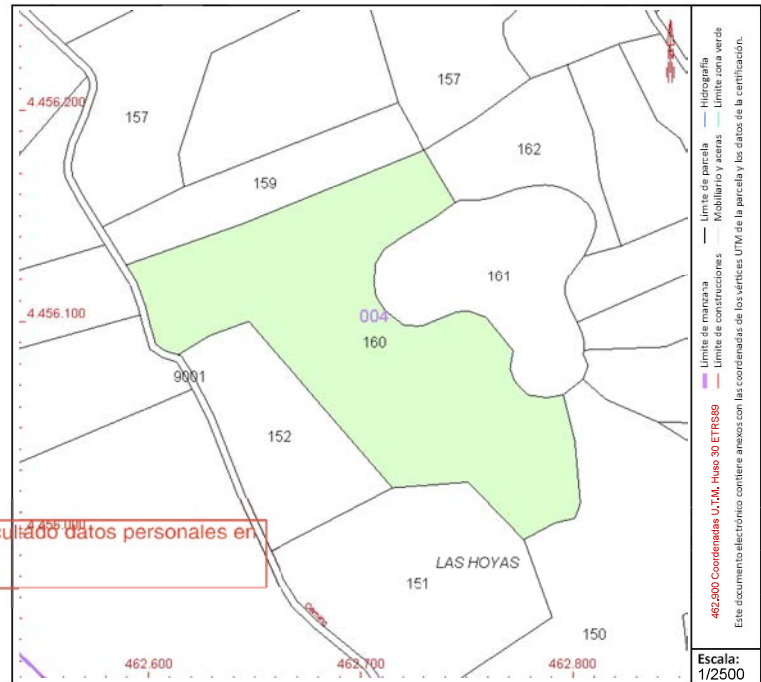 157
157
4.456.200
162
159
161
4.456.100
004
160
9001
152
4.456.000
cultado datos personales en
LAS HOYAS
151
Camino
150
462.600
462.700
462.800
Límite de manzana
Límite de parcela
Hidrografía
Límite de construcciones
Mobiliario y aceras
Límite zona verde
462.900 Coordenadas U.T.M. Huso 30 ETRS89
Este documento electrónico contiene anexos con las coordenadas de los vértices UTM de la parcela y los datos de la certificación.
Escala:
1/2500